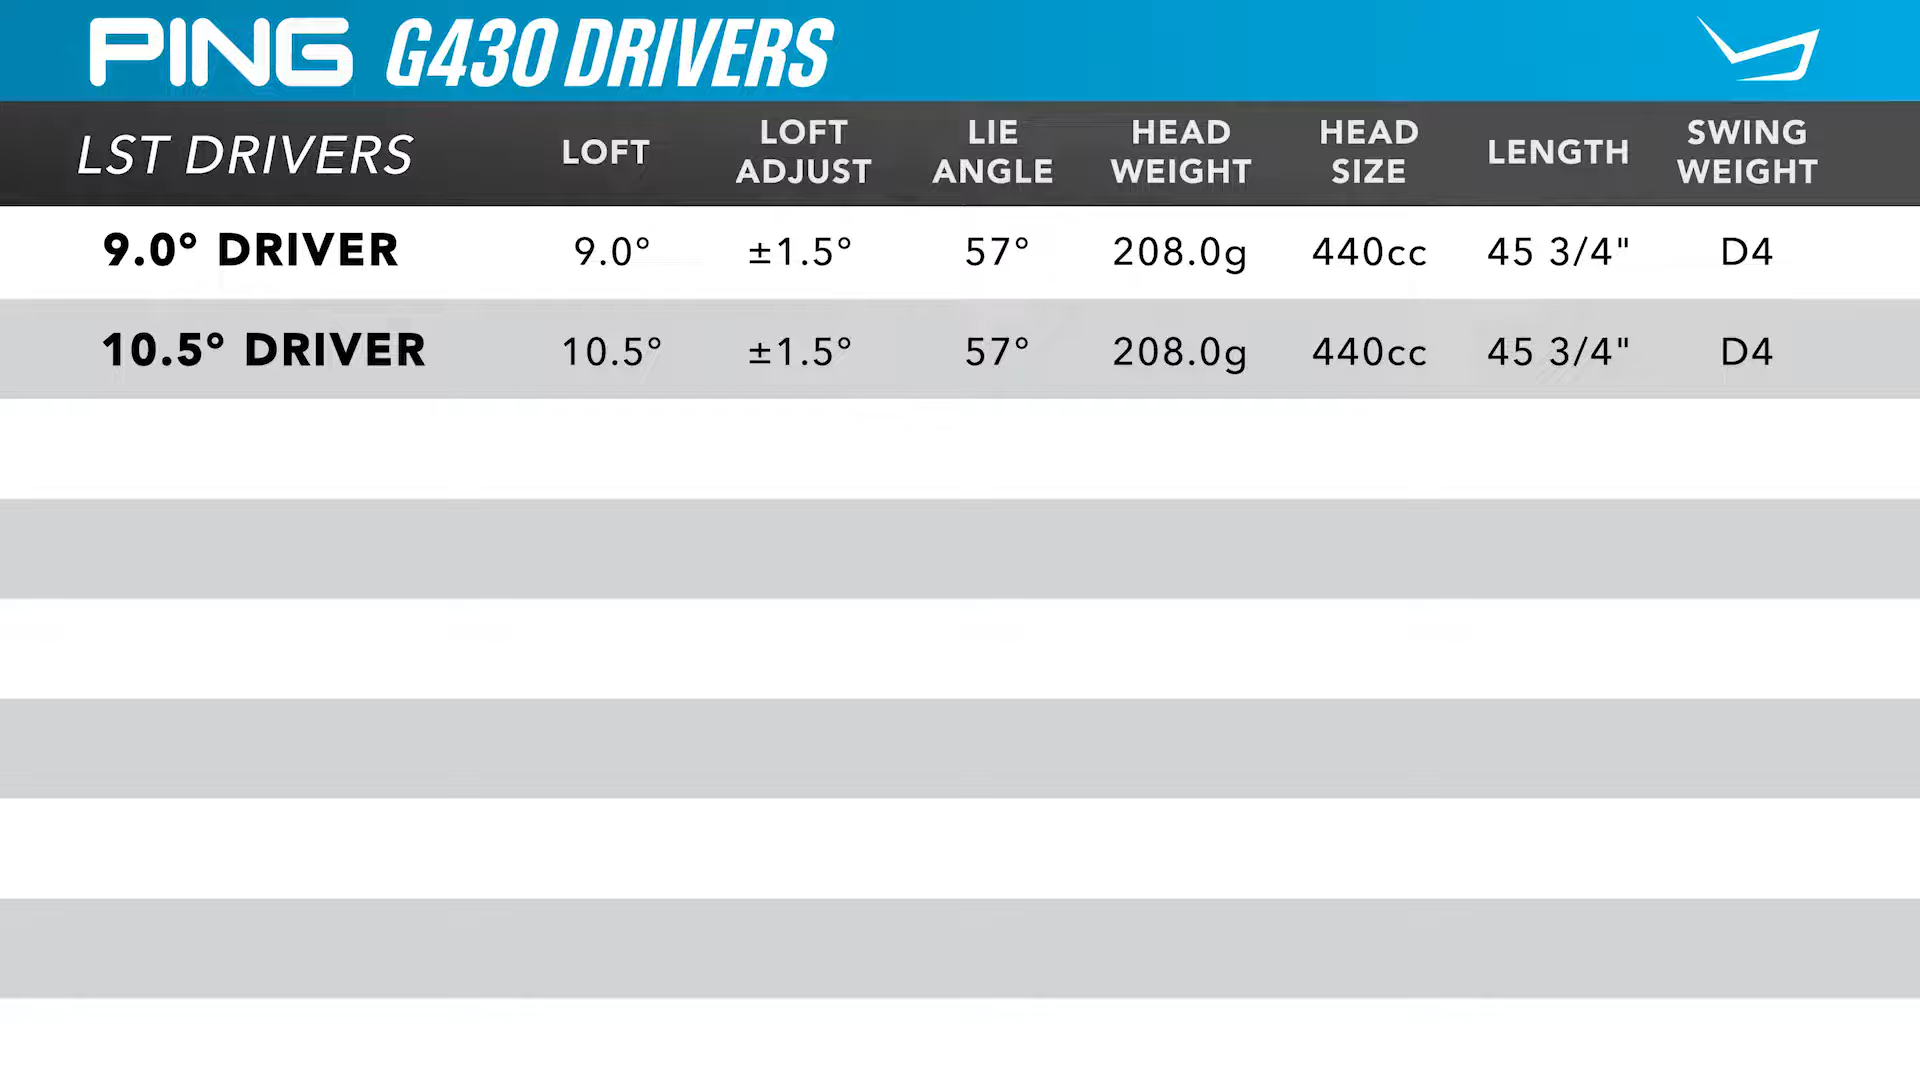 PING G430 DRIVERS
LST DRIVERS LOFT LOFT ADJUST LIE ANGLE HEAD WEIGHT HEAD SIZE LENGTH SWING WEIGHT
9.0° DRIVER 9.0° ±1.5° 57° 208.0g 440cc 45 3/4" D4
10.5° DRIVER 10.5° ±1.5° 57° 208.0g 440cc 45 3/4" D4